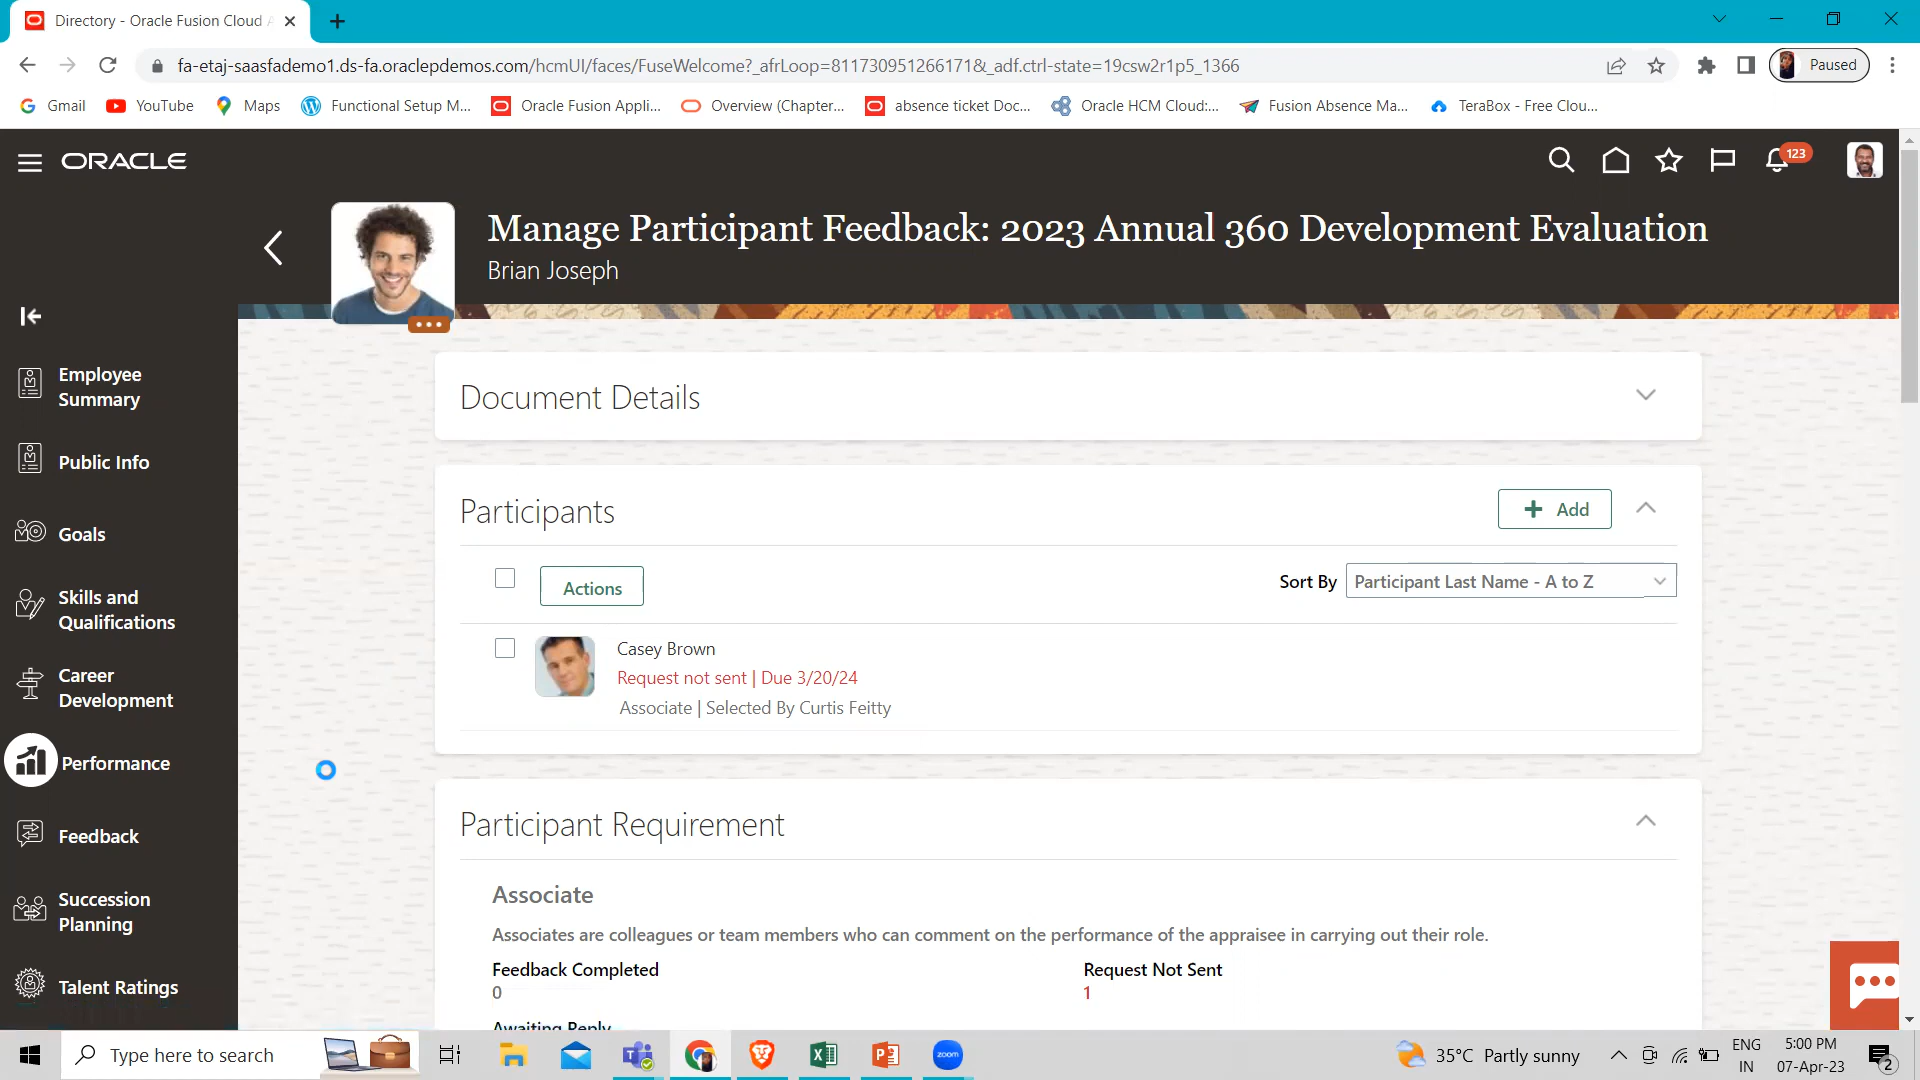 Directory - Oracle Fusion Cloud A
fa-etaj-saasfademo1.ds-fa.oraclepdemos.com/hcmUI/faces/FuseWelcome?_afrLoop=811730951266171&_adf.ctrl-state=19csw2r1p5_1366
Paused
Gmail
YouTube
Maps
Functional Setup M...
Oracle Fusion Appli...
Overview (Chapter...
absence ticket Doc...
Oracle HCM Cloud:...
Fusion Absence Ma...
TeraBox - Free Clou...
ORACLE
123
Manage Participant Feedback: 2023 Annual 360 Development Evaluation
Brian Joseph
Employee
Summary
Public Info
Goals
Skills and
Qualifications
Career
Development
Performance
Feedback
Succession
Planning
Talent Ratings
Document Details
Participants
Add
Actions
Sort By
Participant Last Name - A to Z
Casey Brown
Request not sent | Due 3/20/24
Associate | Selected By Curtis Feitty
Participant Requirement
Associate
Associates are colleagues or team members who can comment on the performance of the appraisee in carrying out their role.
Feedback Completed
0
Request Not Sent
1
Awaiting Reply
Type here to search
zoom
35°C Partly sunny
ENG
IN
5:00 PM
07-Apr-23
2